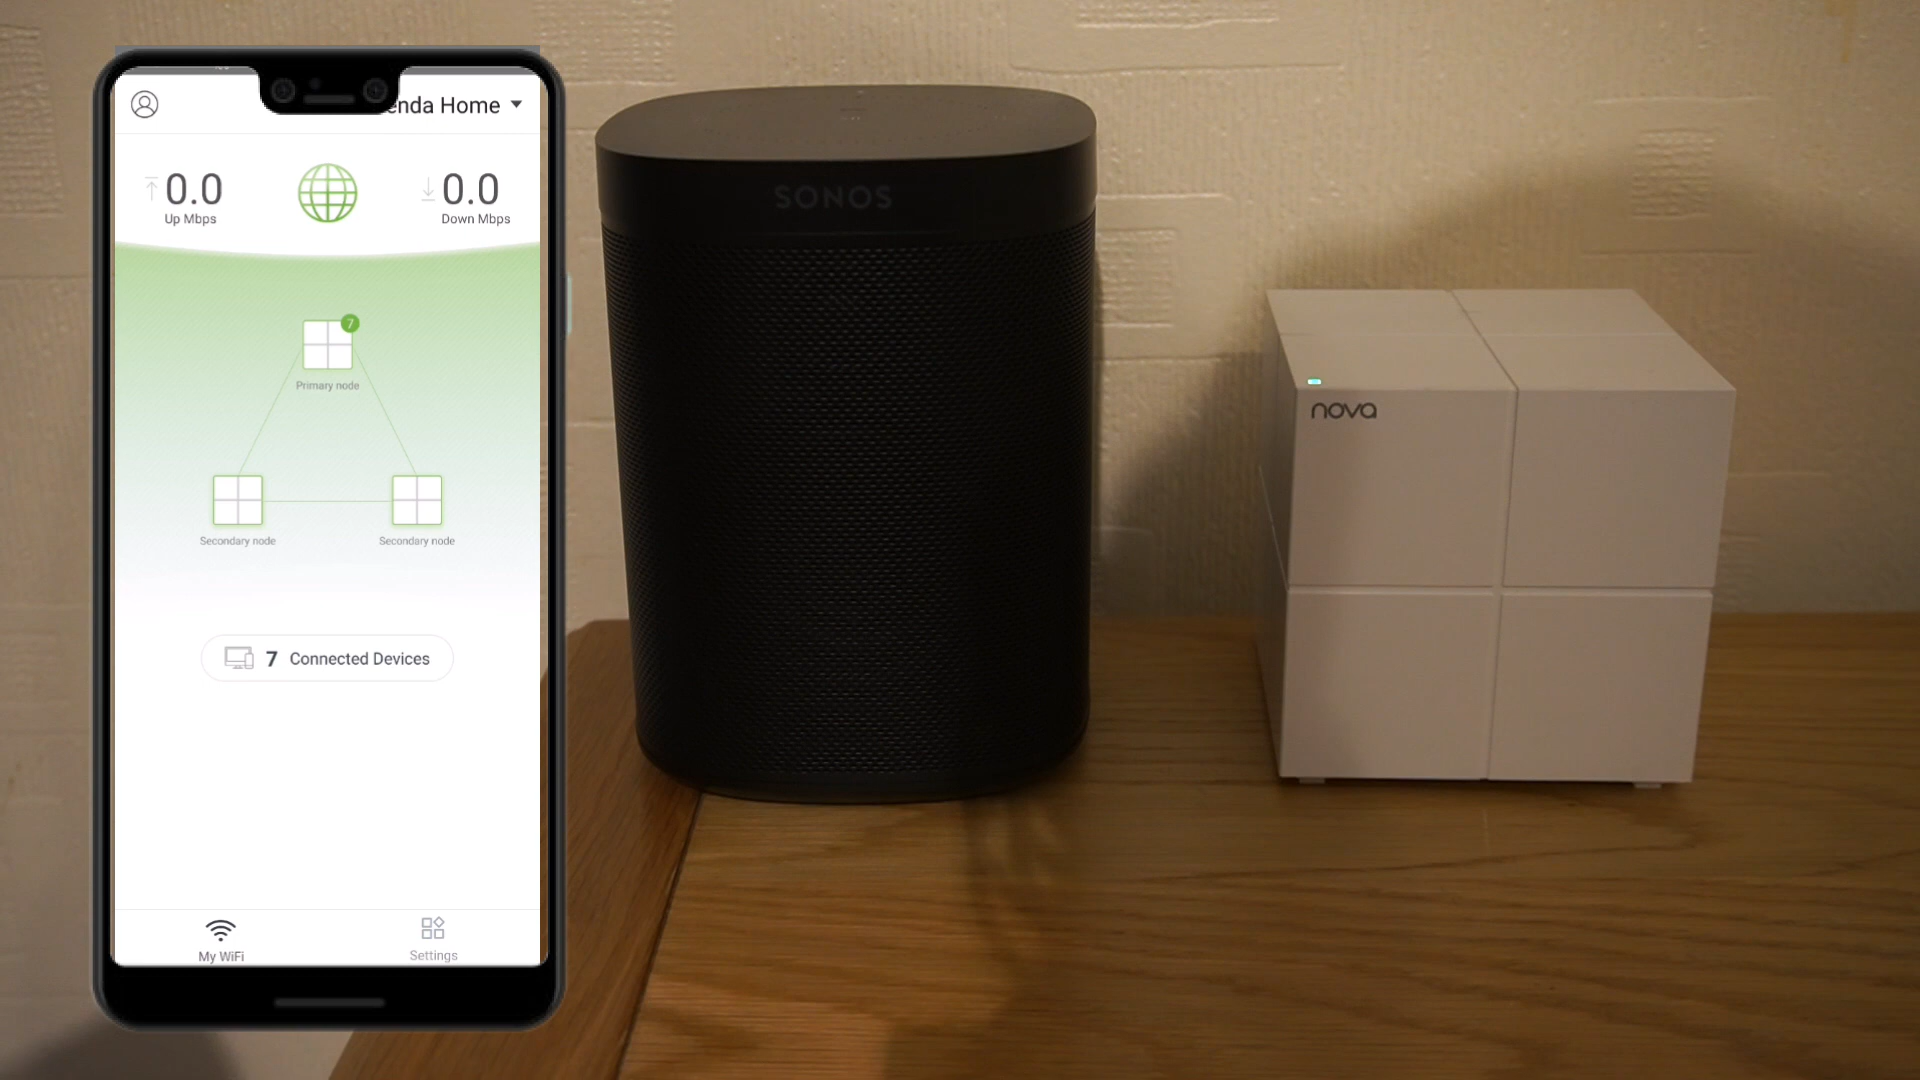 enda Home
0.0
Up Mbps
0.0
Down Mbps
7
Primary node
Secondary node
Secondary node
7 Connected Devices
My WiFi
Settings
SONOS
nova